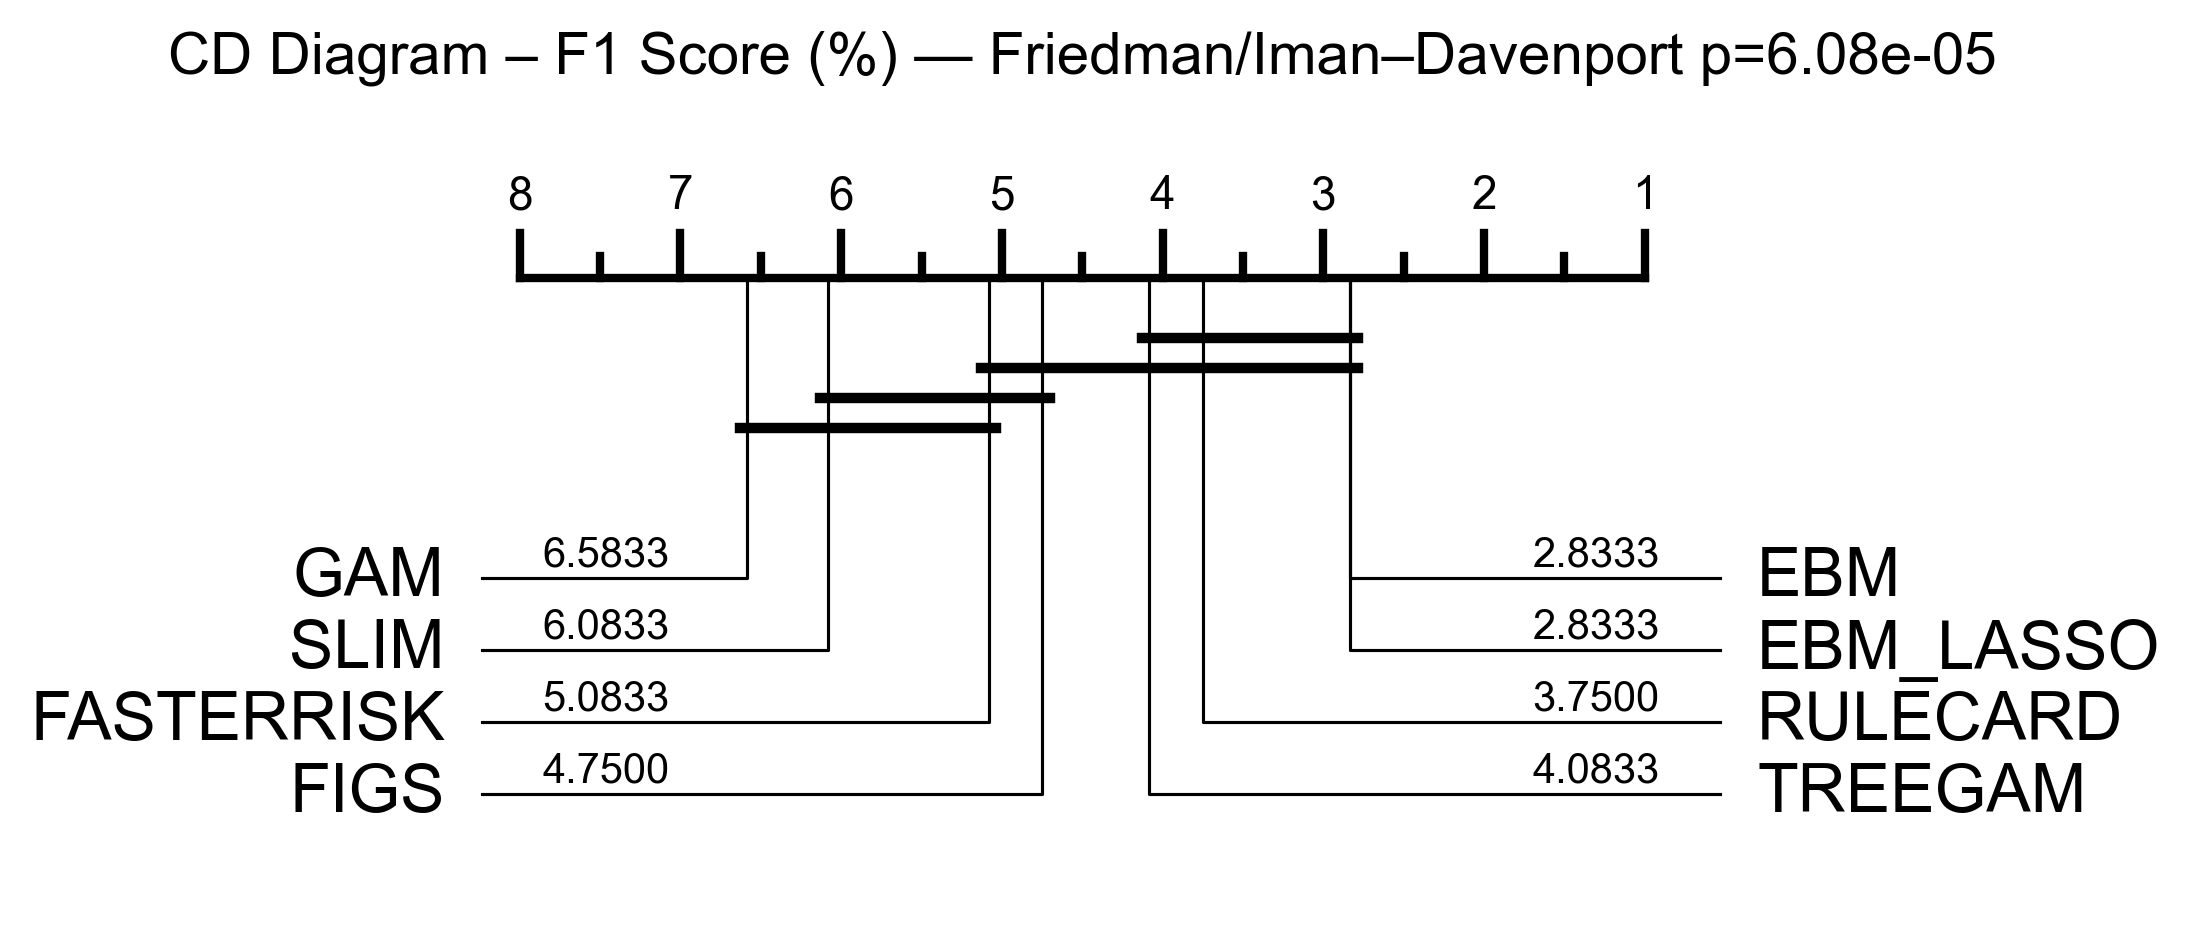 CD Diagram – F1 Score (%) — Friedman/Iman–Davenport p=6.08e-05
8 7 6 5 4 3 2 1
GAM 6.5833 2.8333 EBM
SLIM 6.0833 2.8333 EBM_LASSO
FASTERRISK 5.0833 3.7500 RULECARD
FIGS 4.7500 4.0833 TREEGAM